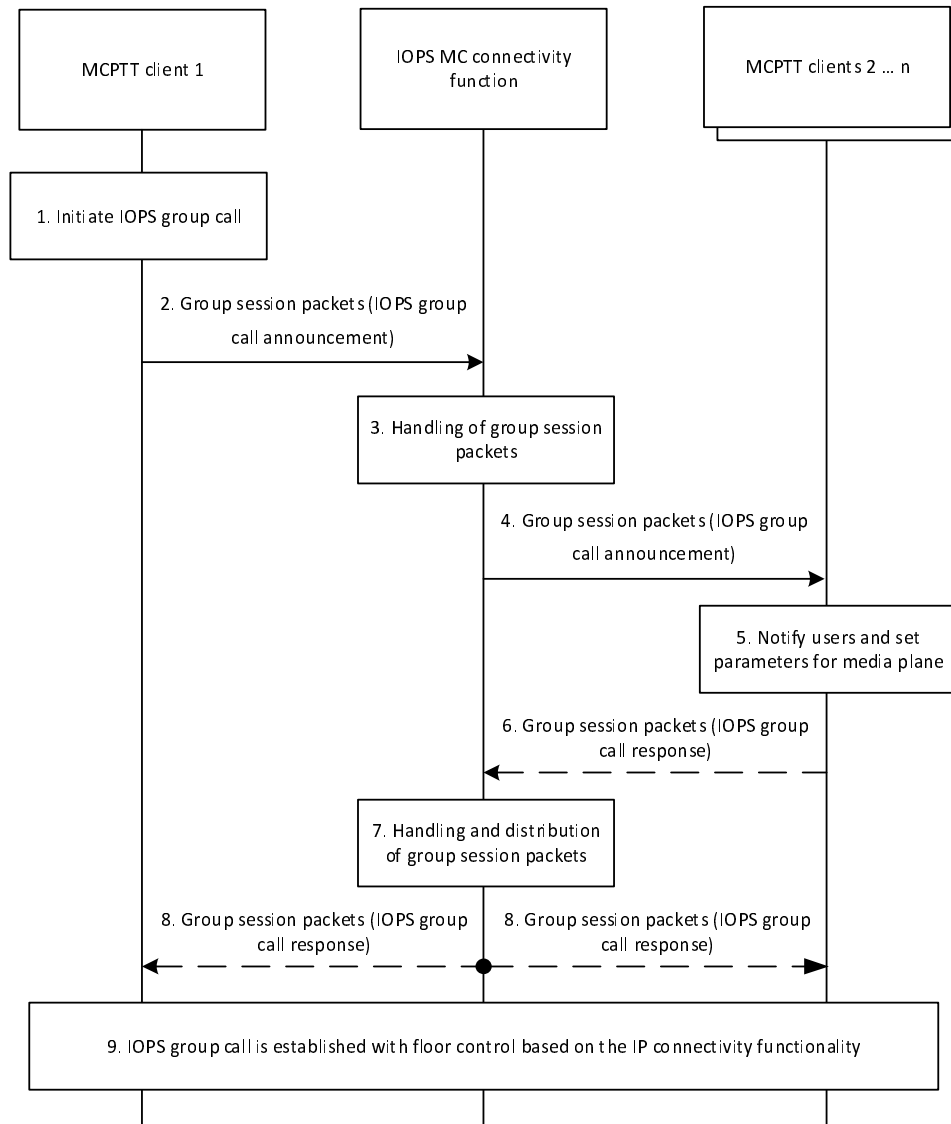 MCPTT client 1
IOPS MC connectivity
function
MCPTT clients 2 ... n
1. Initiate IOPS group call
2. Group session packets (IOPS group
call announcement)
3. Handling of group session
packets
4. Group session packets (IOPS group
call announcement)
5. Notify users and set
parameters for media plane
6. Group session packets (IOPS group
call response)
7. Handling and distribution
of group session packets
8. Group session packets (IOPS group
call response)
8. Group session packets (IOPS group
call response)
9. IOPS group call is established with floor control based on the IP connectivity functionality